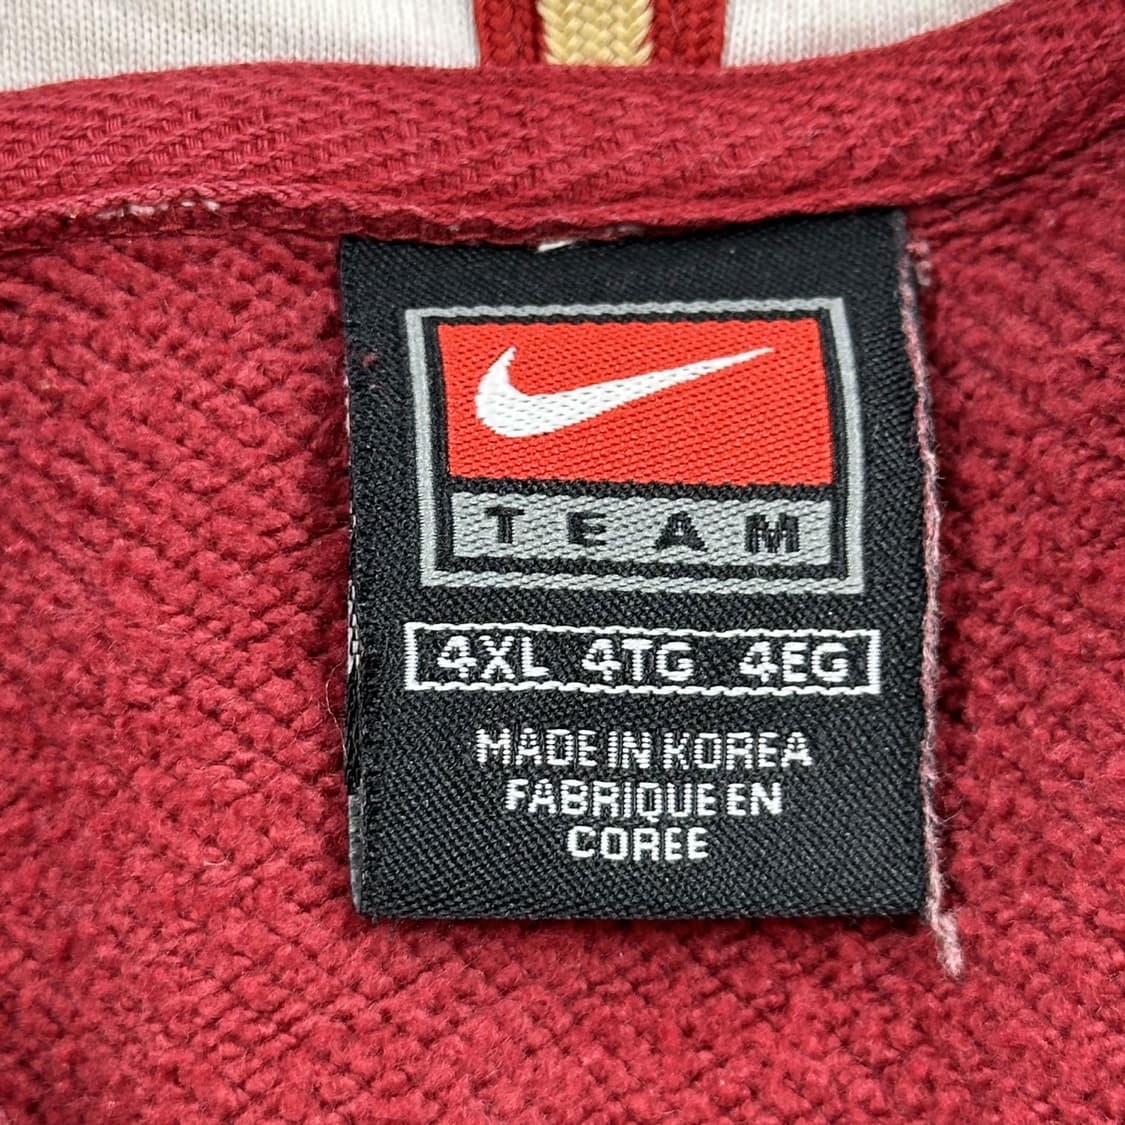 TEAM
4XL 4TG 4EG
MADE IN KOREA
FABRIQUE EN
COREE